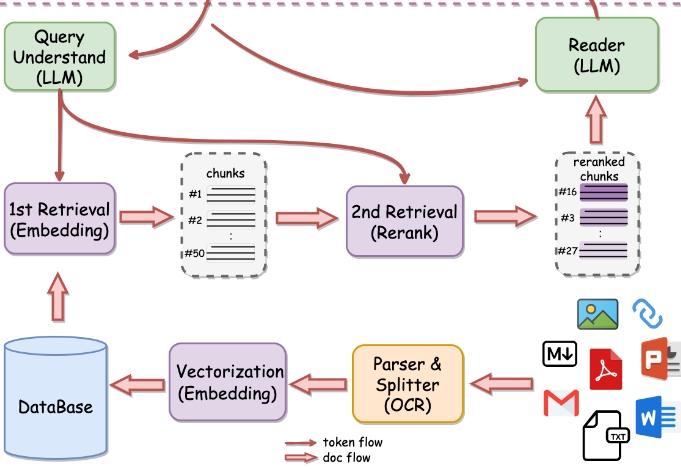 Query
Understand
(LLM)
Reader
(LLM)
1st Retrieval
(Embedding)
chunks
#1
#2
:
#50
2nd Retrieval
(Rerank)
reranked
chunks
#16
#3
:
#27
DataBase
Vectorization
(Embedding)
Parser &
Splitter
(OCR)
M
P
W
TXT
token flow
doc flow